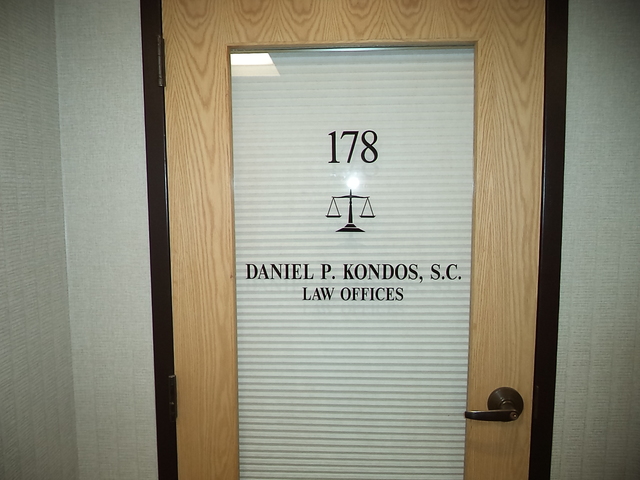 178
DANIEL P. KONDOS, S.C.
LAW OFFICES